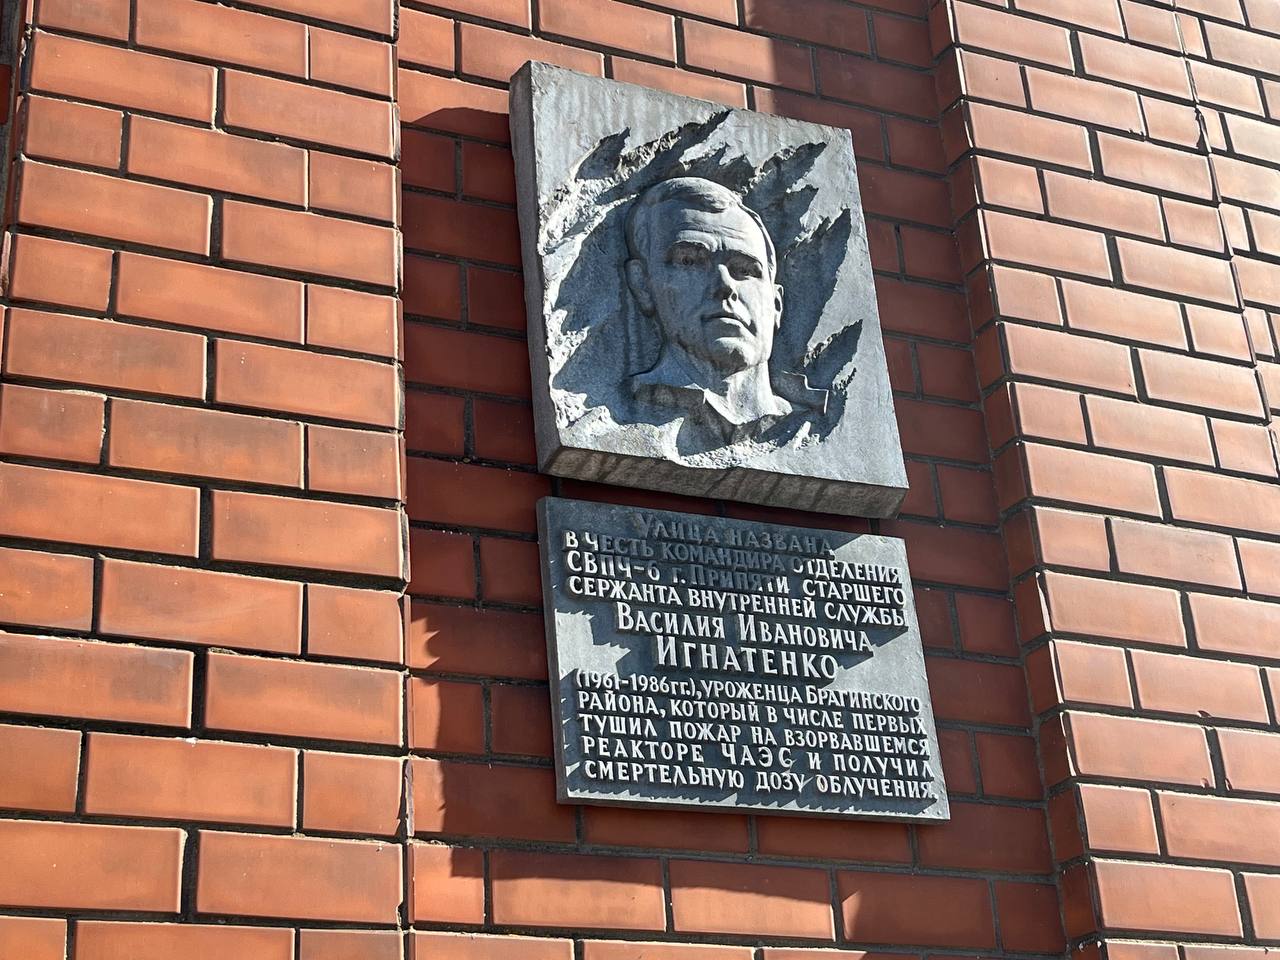 Улица названа
в честь командира отделения
СВПЧ-6 г. Припяти старшего
сержанта внутренней службы
Василия Ивановича
Игнатенко
(1961-1986гг.), уроженца Брагинского
района, который в числе первых
тушил пожар на взорвавшемся
реакторе ЧАЭС и получил
смертельную дозу облучения.